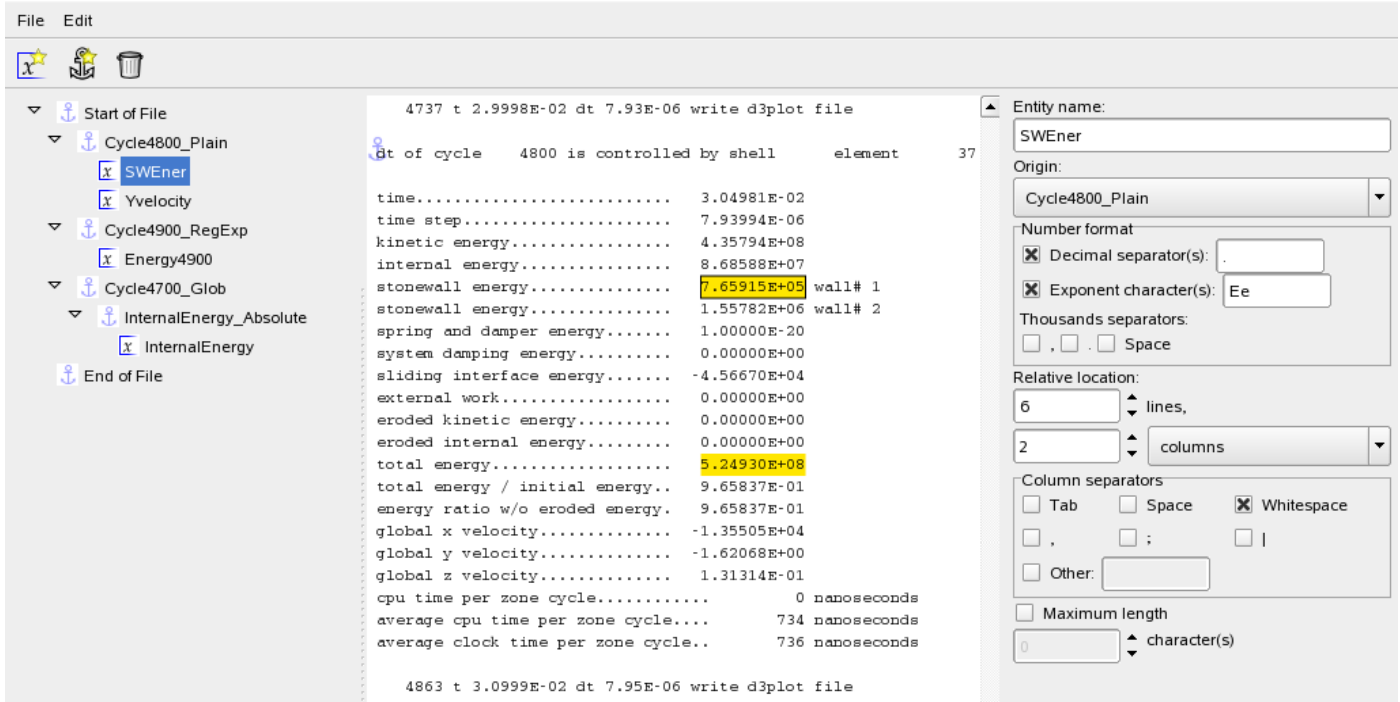 File Edit
Start of File
Cycle4800_Plain
x SWEner
x Yvelocity
Cycle4900_RegExp
x Energy4900
Cycle4700_Glob
InternalEnergy_Absolute
x InternalEnergy
End of File
4737 t 2.9998E-02 dt 7.93E-06 write d3plot file
dt of cycle 4800 is controlled by shell element 37
time........................... 3.04981E-02
time step...................... 7.93994E-06
kinetic energy................. 4.35794E+08
internal energy................ 8.68588E+07
stonewall energy............... 7.65915E+05 wall# 1
stonewall energy............... 1.55782E+06 wall# 2
spring and damper energy....... 1.00000E-20
system damping energy.......... 0.00000E+00
sliding interface energy....... -4.56670E+04
external work.................. 0.00000E+00
eroded kinetic energy.......... 0.00000E+00
eroded internal energy......... 0.00000E+00
total energy................... 5.24930E+08
total energy / initial energy.. 9.65837E-01
energy ratio w/o eroded energy. 9.65837E-01
global x velocity.............. -1.35505E+04
global y velocity.............. -1.62068E+00
global z velocity.............. 1.31314E-01
cpu time per zone cycle............ 0 nanoseconds
average cpu time per zone cycle.... 734 nanoseconds
average clock time per zone cycle.. 736 nanoseconds
4863 t 3.0999E-02 dt 7.95E-06 write d3plot file
Entity name:
SWEner
Origin:
Cycle4800_Plain
Number format
Decimal separator(s): .
Exponent character(s): Ee
Thousands separators:
, . Space
Relative location:
6 lines,
2 columns
Column separators
Tab Space Whitespace
, ; |
Other:
Maximum length
0 character(s)